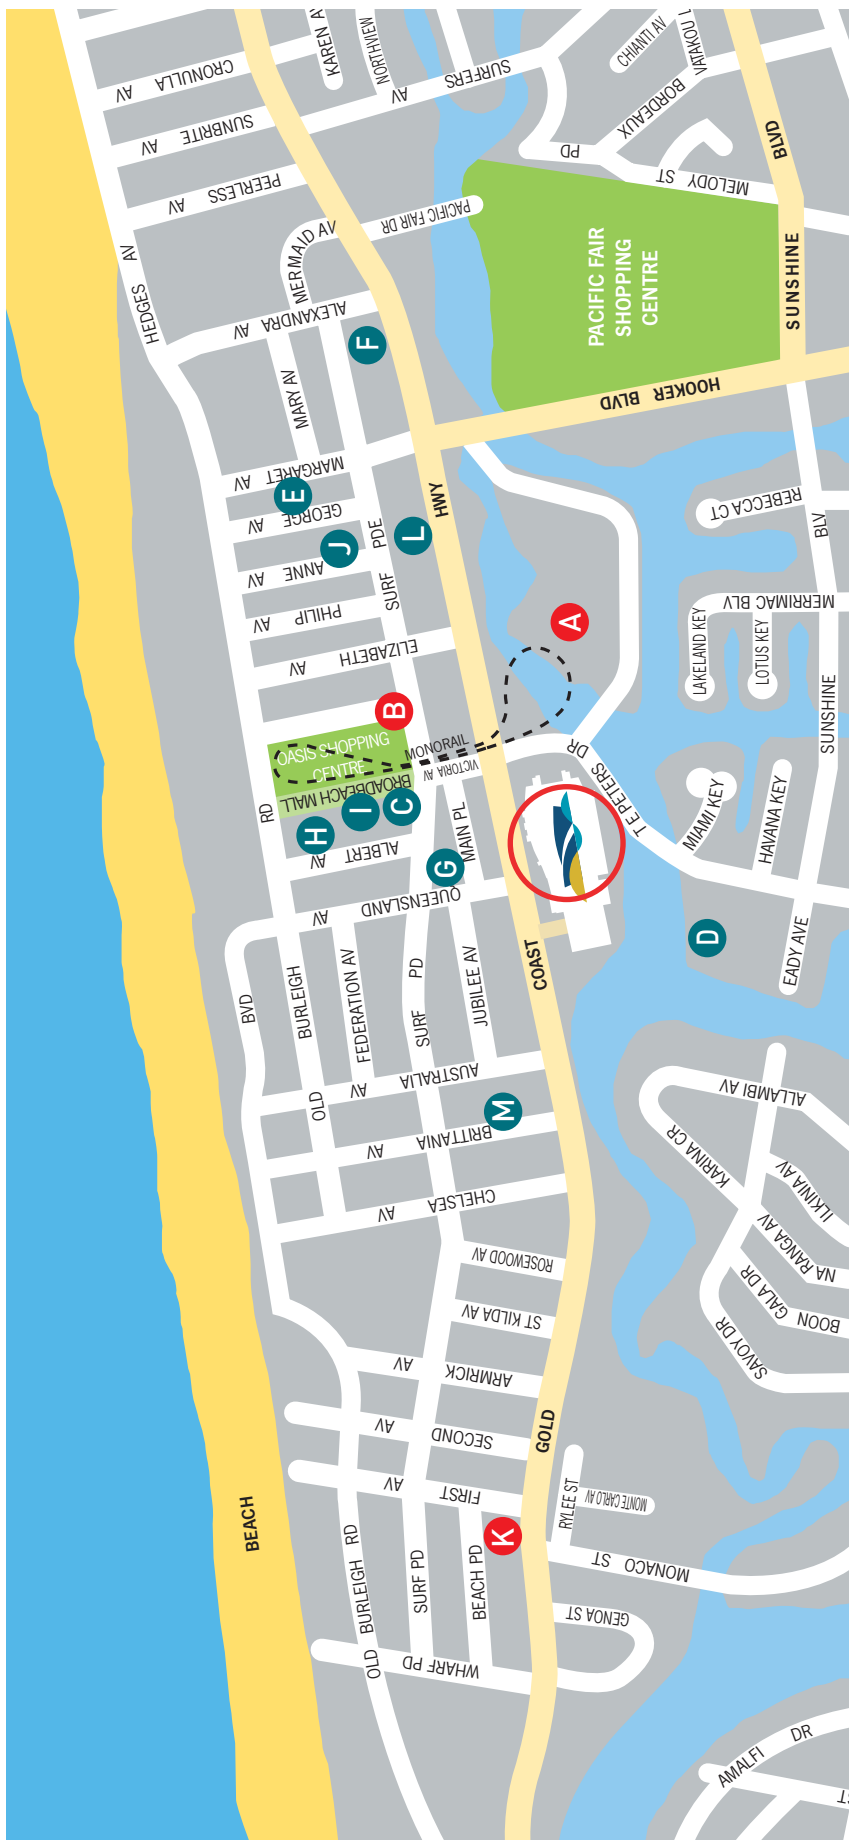 CRONULLA AV
KAREN AV
NORTHVIEW
SUNBRITE AV
SURFERS AV
CHIANTI AV
VATAKOU L
BORDEAUX
PEERLESS AV
PD
MELODY ST
BLVD
HEDGES AV
MERMAID AV
PACIFIC FAIR DR
PACIFIC FAIR
SHOPPING
CENTRE
SUNSHINE
ALEXANDRA AV
F
MARY AV
HOOKER BLVD
MARGARET AV
E
GEORGE AV
HWY
REBECCA CT
J
ANNE AV
PDE
L
BLV
PHILIP AV
SURF
A
MERRIMAC BLV
LAKELAND KEY
LOTUS KEY
ELIZABETH AV
B
OASIS SHOPPING
CENTRE
MONORAIL
VICTORIA AV
BROADBEACH MALL
TE PETERS DR
SUNSHINE
RD
H
I
C
MAIN PL
MIAMI KEY
HAVANA KEY
ALBERT AV
G
QUEENSLAND AV
D
EADY AVE
COAST
BVD
BURLEIGH
FEDERATION AV
SURF PD
JUBILEE AV
OLD
AUSTRALIA AV
M
BRITTANIA AV
ALLAMBI AV
KARINA CR
ILKINIA AV
CHELSEA AV
NA RANGA AV
ROSEWOOD AV
GALA DR
BOON
ST KILDA AV
SAVOY DR
ARMRICK AV
SECOND AV
GOLD
FIRST AV
BEACH
RYLEE ST
MONTE CARLO AV
K
MONACO ST
OLD BURLEIGH RD
SURF PD
BEACH PD
GENOA ST
WHARF PD
AMALFI DR
ST